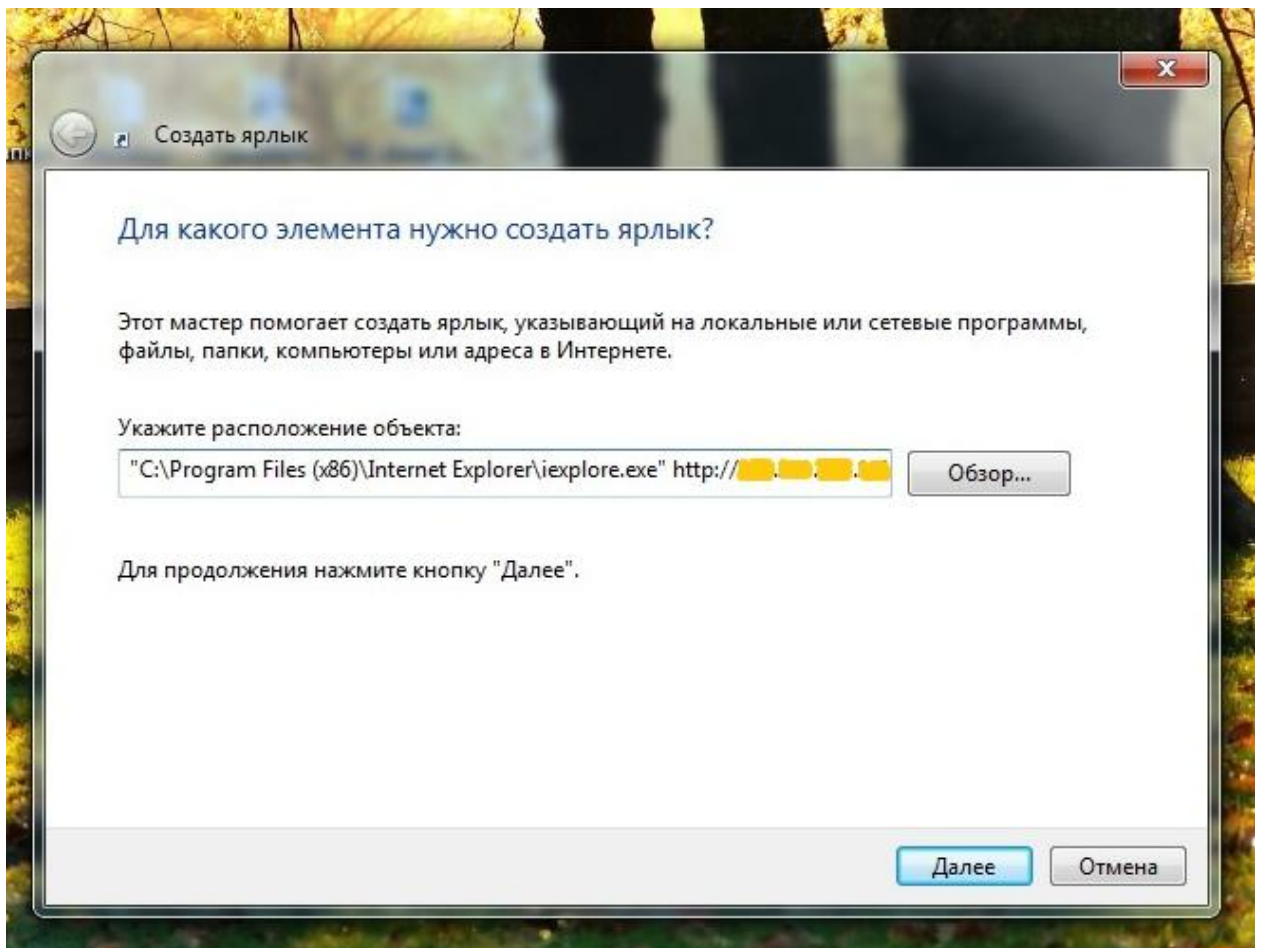 Создать ярлык
Для какого элемента нужно создать ярлык?
Этот мастер помогает создать ярлык, указывающий на локальные или сетевые программы,
файлы, папки, компьютеры или адреса в Интернете.
Укажите расположение объекта:
"C:\Program Files (x86)\Internet Explorer\iexplore.exe" http://
Обзор...
Для продолжения нажмите кнопку "Далее".
Далее
Отмена